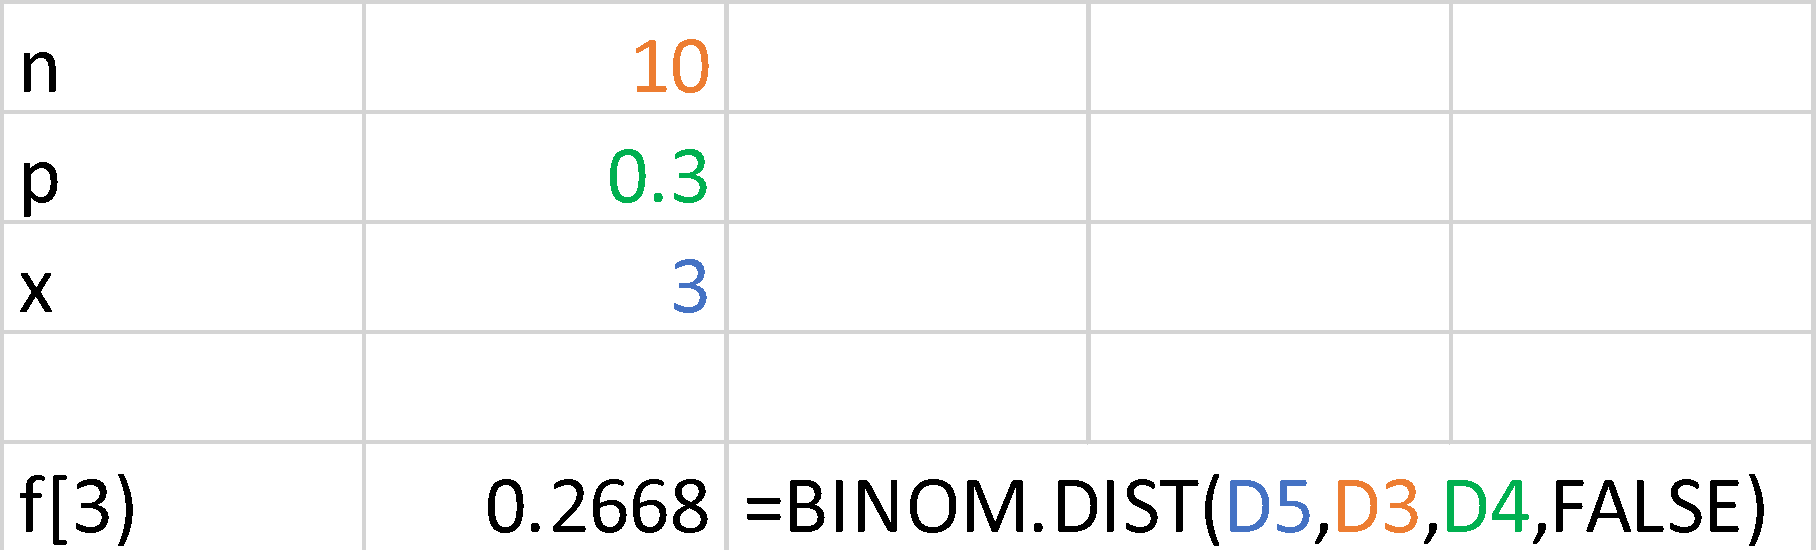 n 10
p 0.3
x 3
f[3) 0.2668 =BINOM.DIST(D5,D3,D4,FALSE)